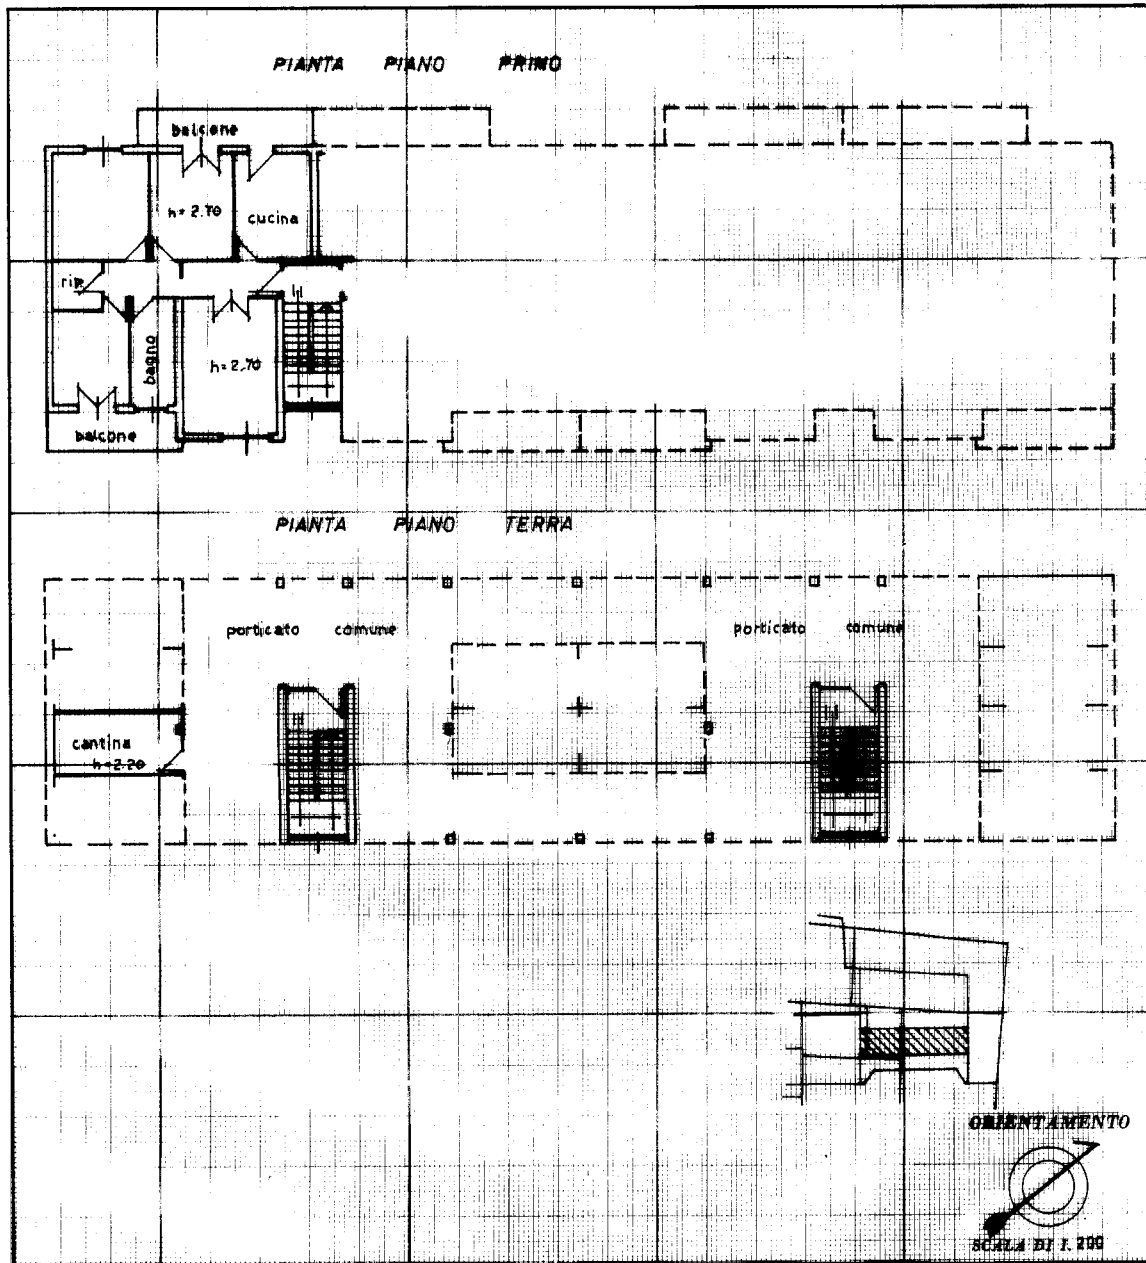 PIANTA PIANO PRIMO
balcone
h= 2.70
cucina
rip.
bagno
h=2.70
balcone
PIANTA PIANO TERRA
porticato comune
porticato comune
cantina
h=2.20
ORIENTAMENTO
SCALA DI 1. 200